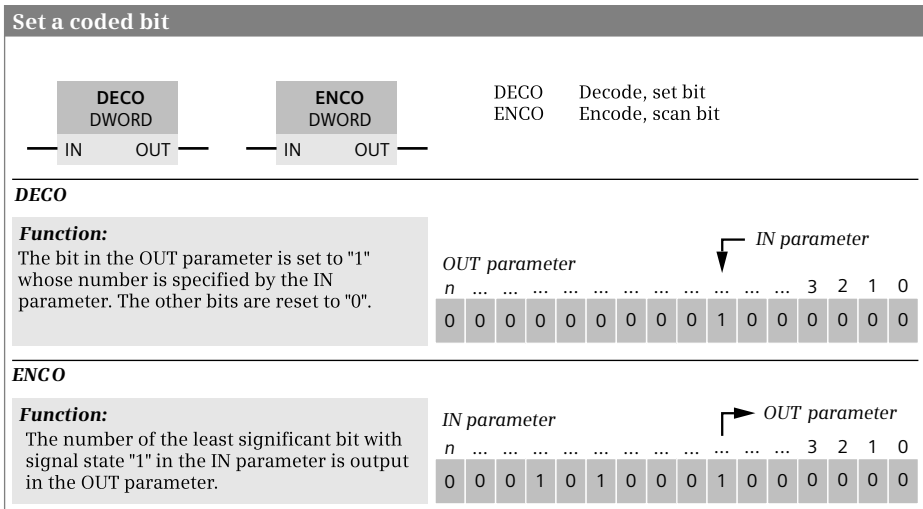 Set a coded bit
DECO
DWORD
IN OUT
ENCO
DWORD
IN OUT
DECO Decode, set bit
ENCO Encode, scan bit
DECO
Function:
The bit in the OUT parameter is set to "1"
whose number is specified by the IN
parameter. The other bits are reset to "0".
IN parameter
OUT parameter
n ... ... ... ... ... ... ... ... ... ... ... 3 2 1 0
0 0 0 0 0 0 0 0 0 1 0 0 0 0 0 0
ENCO
Function:
The number of the least significant bit with
signal state "1" in the IN parameter is output
in the OUT parameter.
IN parameter
OUT parameter
n ... ... ... ... ... ... ... ... ... ... ... 3 2 1 0
0 0 0 1 0 1 0 0 0 1 0 0 0 0 0 0